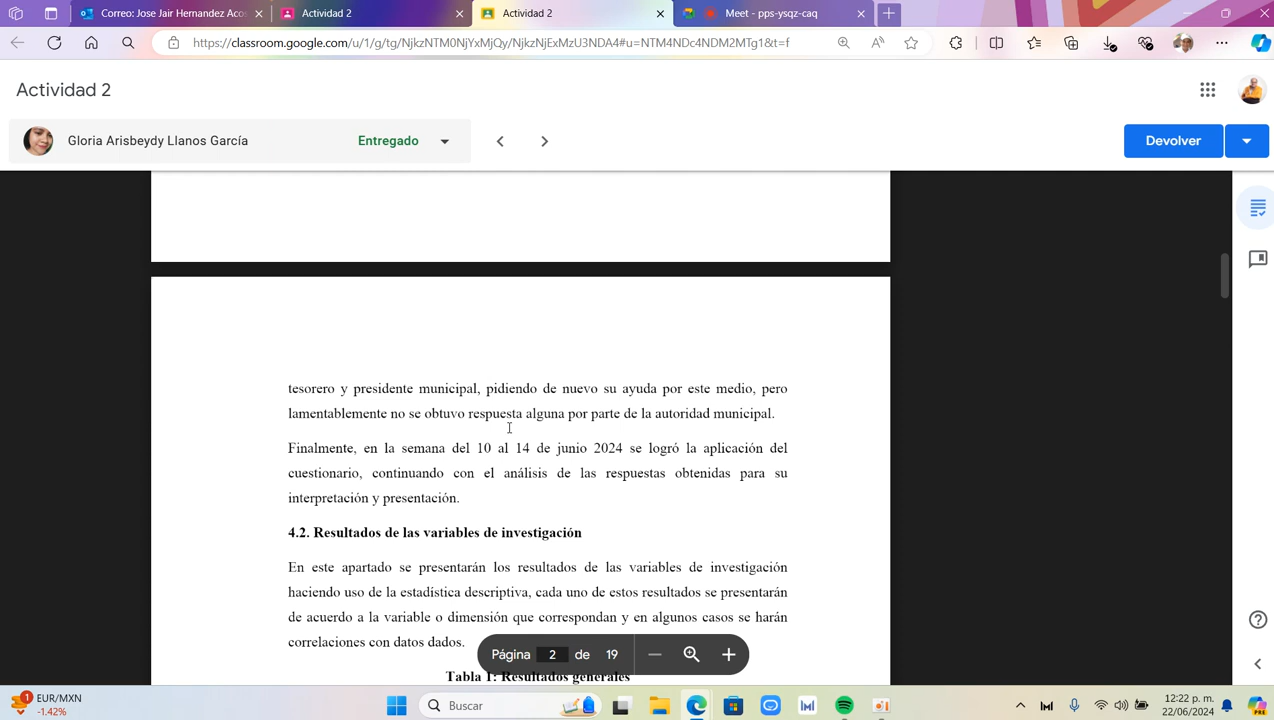 Correo: Jose Jair Hernandez Acos
Actividad 2
Actividad 2
Meet - pps-ysqz-caq
https://classroom.google.com/u/1/g/tg/NjkzNTM0NjYxMjQy/NjkzNjExMzU3NDA4#u=NTM4NDc4NDM2MTg1&t=f
Actividad 2
Gloria Arisbeydy Llanos García
Entregado
Devolver
tesorero y presidente municipal, pidiendo de nuevo su ayuda por este medio, pero
lamentablemente no se obtuvo respuesta alguna por parte de la autoridad municipal.
Finalmente, en la semana del 10 al 14 de junio 2024 se logró la aplicación del
cuestionario, continuando con el análisis de las respuestas obtenidas para su
interpretación y presentación.
4.2. Resultados de las variables de investigación
En este apartado se presentarán los resultados de las variables de investigación
haciendo uso de la estadística descriptiva, cada uno de estos resultados se presentarán
de acuerdo a la variable o dimensión que correspondan y en algunos casos se harán
correlaciones con datos dados.
Página 2 de 19
Tabla 1: Resultados generales
1
EUR/MXN
-1.42%
Buscar
12:22 p. m.
22/06/2024
PRE